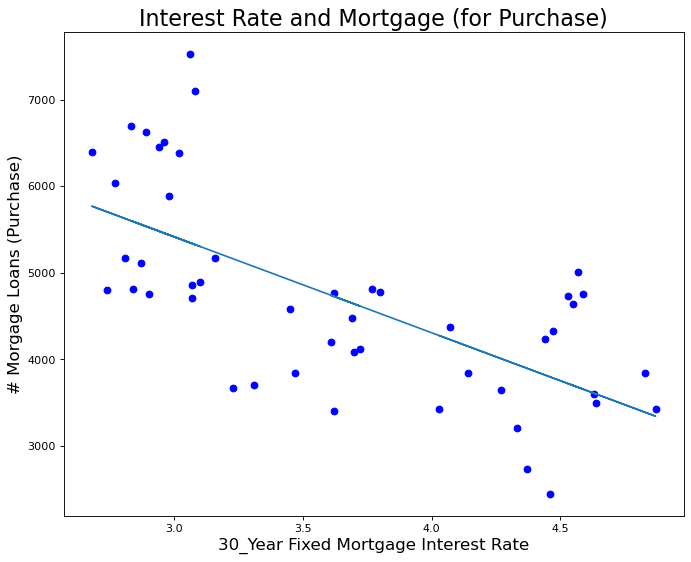 Interest Rate and Mortgage (for Purchase)
# Morgage Loans (Purchase)
7000
6000
5000
4000
3000
3.0 3.5 4.0 4.5
30_Year Fixed Mortgage Interest Rate